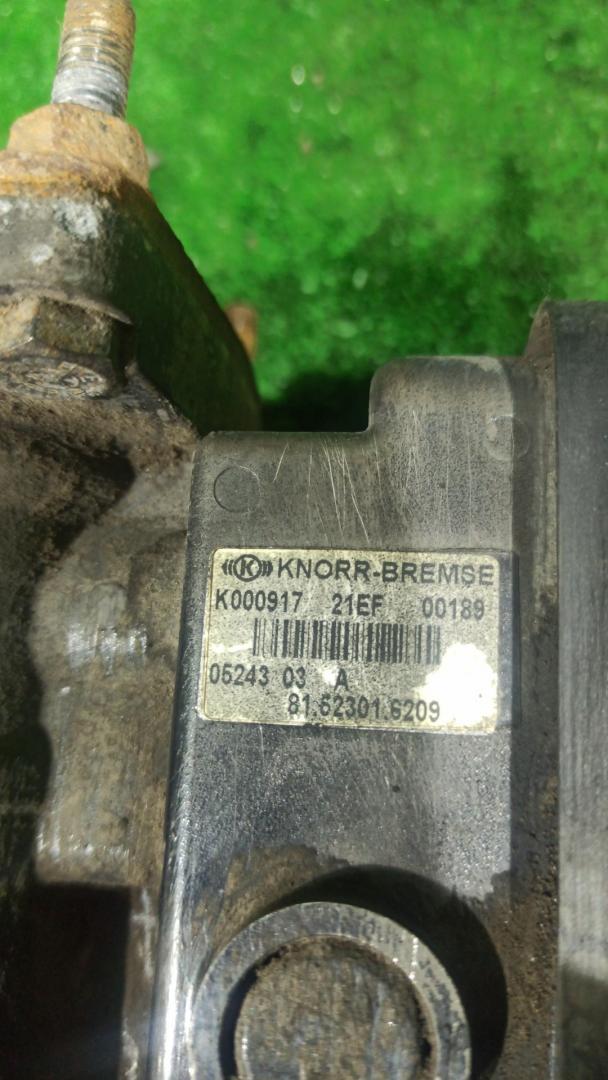 KNORR-BREMSE
K000917 21EF 00189
05243 03 A
81.52301.6209